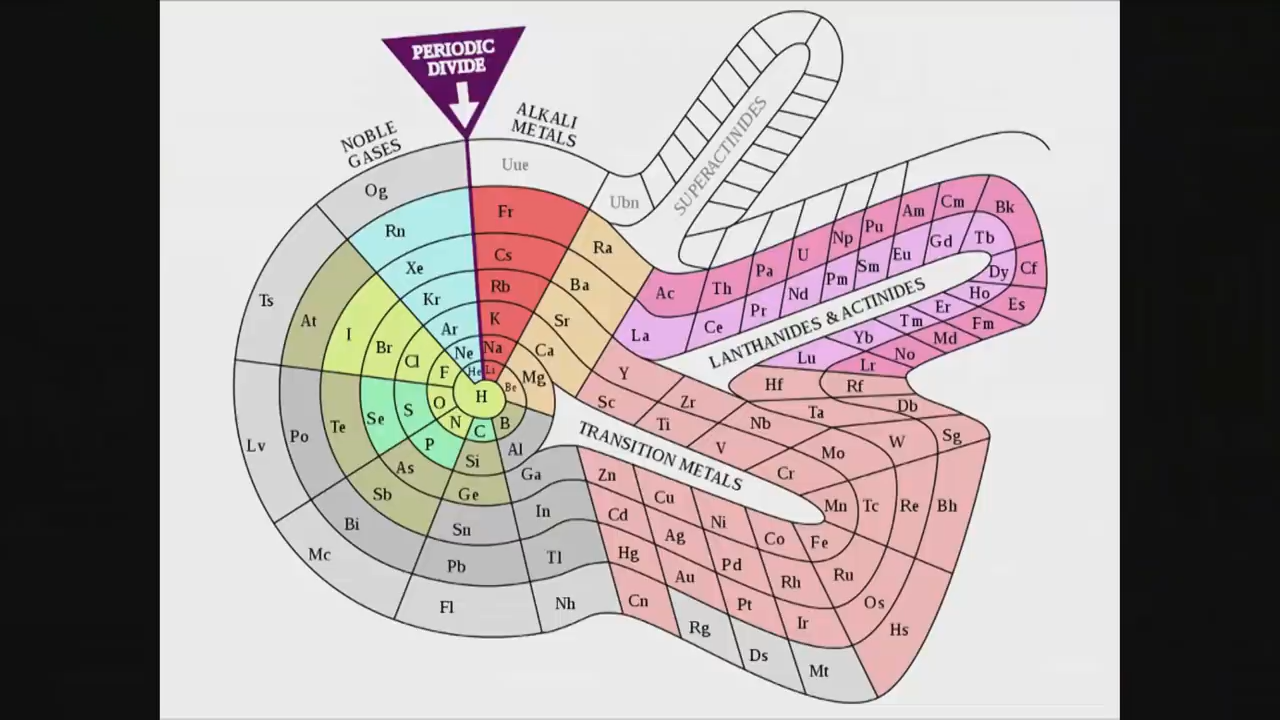 PERIODIC
DIVIDE
NOBLE
GASES
ALKALI
METALS
SUPERACTINIDES
LANTHANIDES & ACTINIDES
TRANSITION METALS
Uue
Ubn
Og
Ts
Lv
Mc
Fl
Nh
Rn
Fr
Ra
Ac
Th
Pa
U
Np
Pu
Am
Cm
Bk
Cf
Es
Fm
Md
No
Lr
Rf
Db
Sg
Bh
Hs
Mt
Ds
Rg
Cn
Xe
Cs
Ba
La
Ce
Pr
Nd
Pm
Sm
Eu
Gd
Tb
Dy
Ho
Er
Tm
Yb
Lu
Hf
Ta
W
Re
Os
Ir
Pt
Au
Hg
Tl
Pb
Bi
Po
At
Kr
Rb
Sr
Y
Zr
Nb
Mo
Tc
Ru
Rh
Pd
Ag
Cd
In
Sn
Sb
Te
I
Ar
K
Ca
Sc
Ti
V
Cr
Mn
Fe
Co
Ni
Cu
Zn
Ga
Ge
As
Se
Br
Ne
Na
Mg
Al
Si
P
S
Cl
He
Li
Be
B
C
N
O
F
H